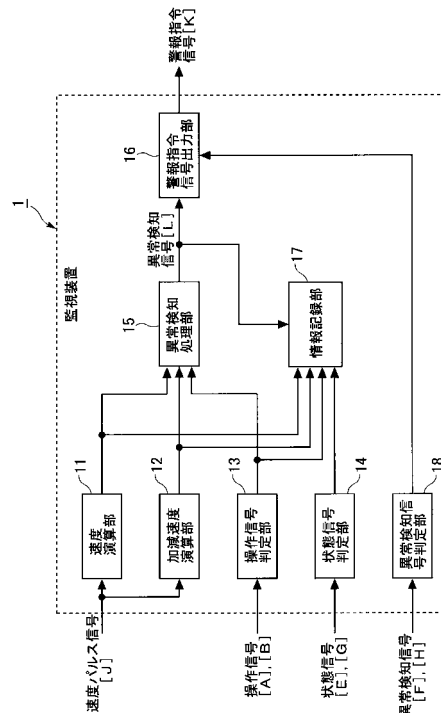 1
監視装置
速度パルス信号
[J]
操作信号
[A],[B]
状態信号
[E],[G]
異常検知信号
[F],[H]
11
速度
演算部
12
加減速度
演算部
13
操作信号
判定部
14
状態信号
判定部
18
異常検知信
号判定部
15
異常検知
処理部
異常検知
信号[L]
16
警報指令
信号出力部
17
情報記録部
警報指令
信号[K]